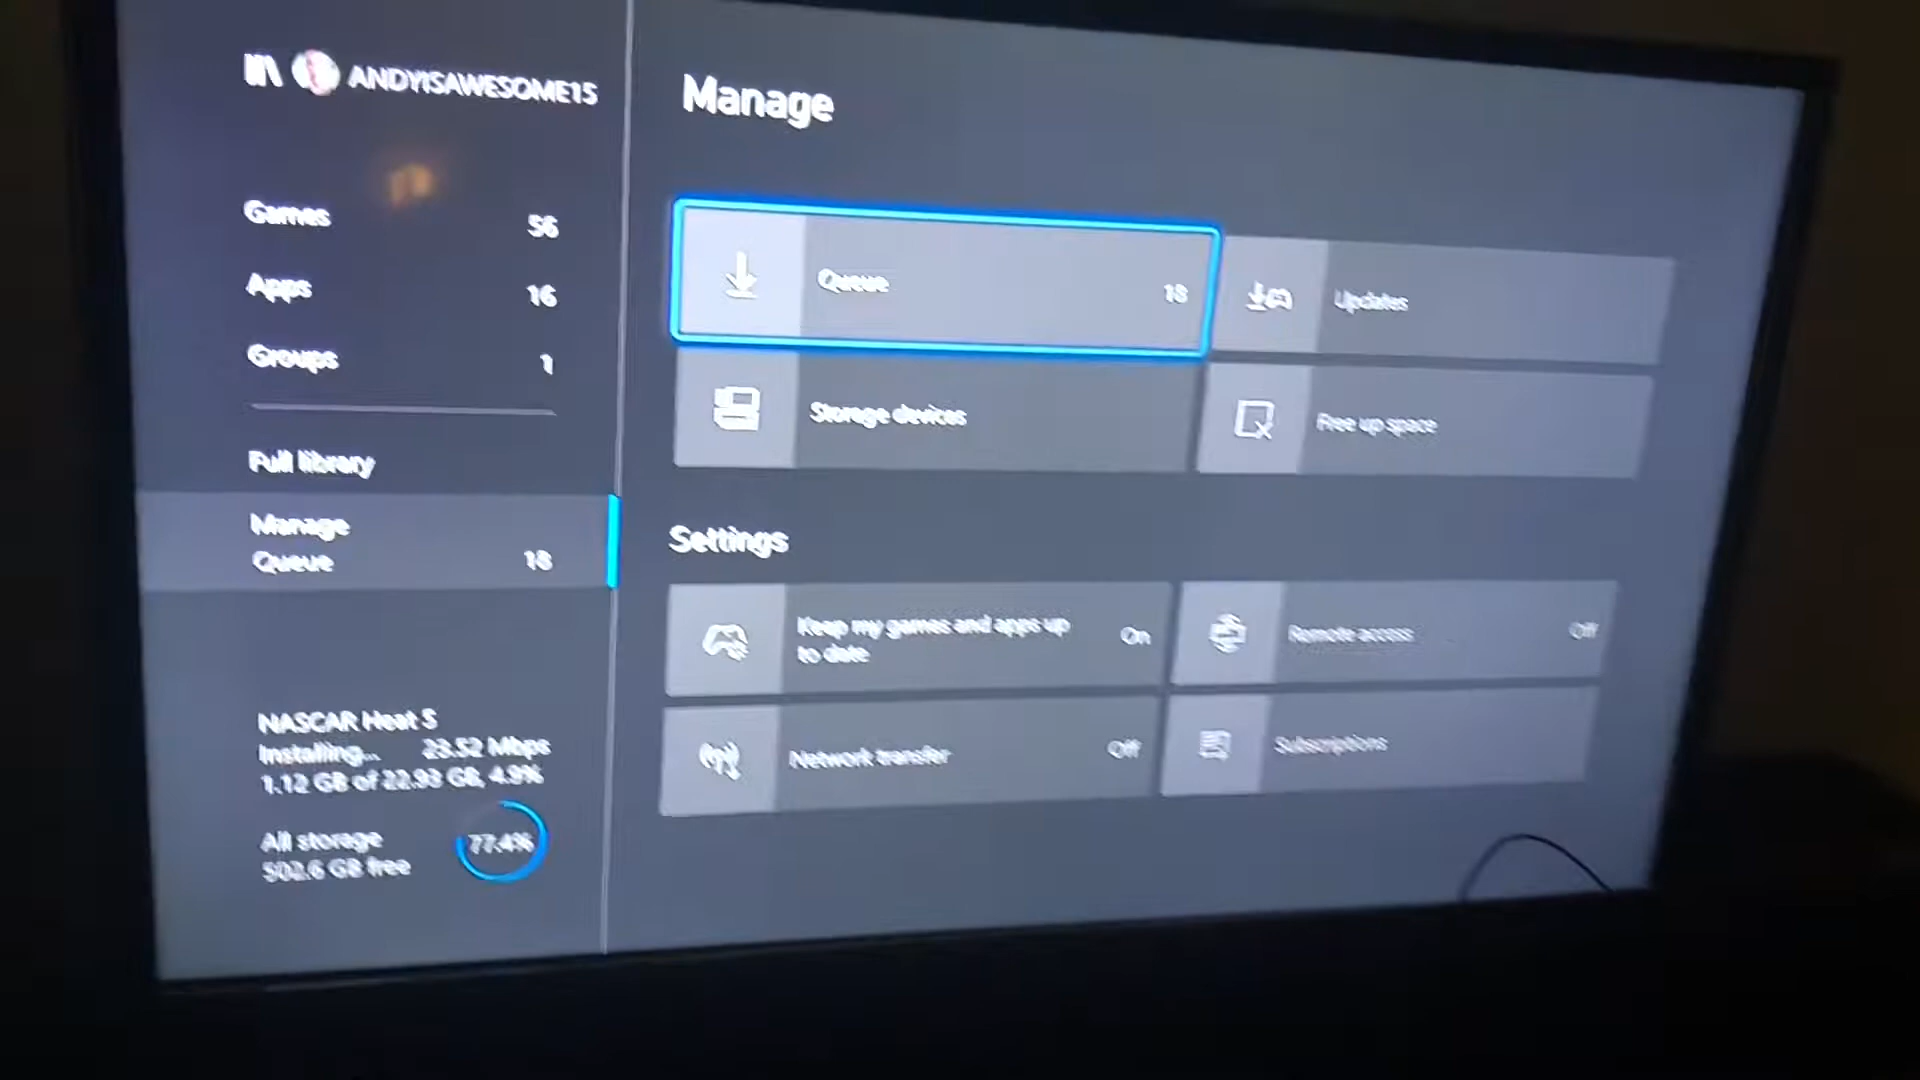 ANDYISAWESOME15
Games 56
Apps 16
Groups 1
Full library
Manage
Queue 18
NASCAR Heat 5
Installing... 23.52 Mbps
1.12 GB of 22.93 GB, 4.9%
All storage
502.6 GB free
77.4%
Manage
Queue 18
Updates
Storage devices
Free up space
Settings
Keep my games and apps up
to date
On
Remote access Off
Network transfer Off
Subscriptions